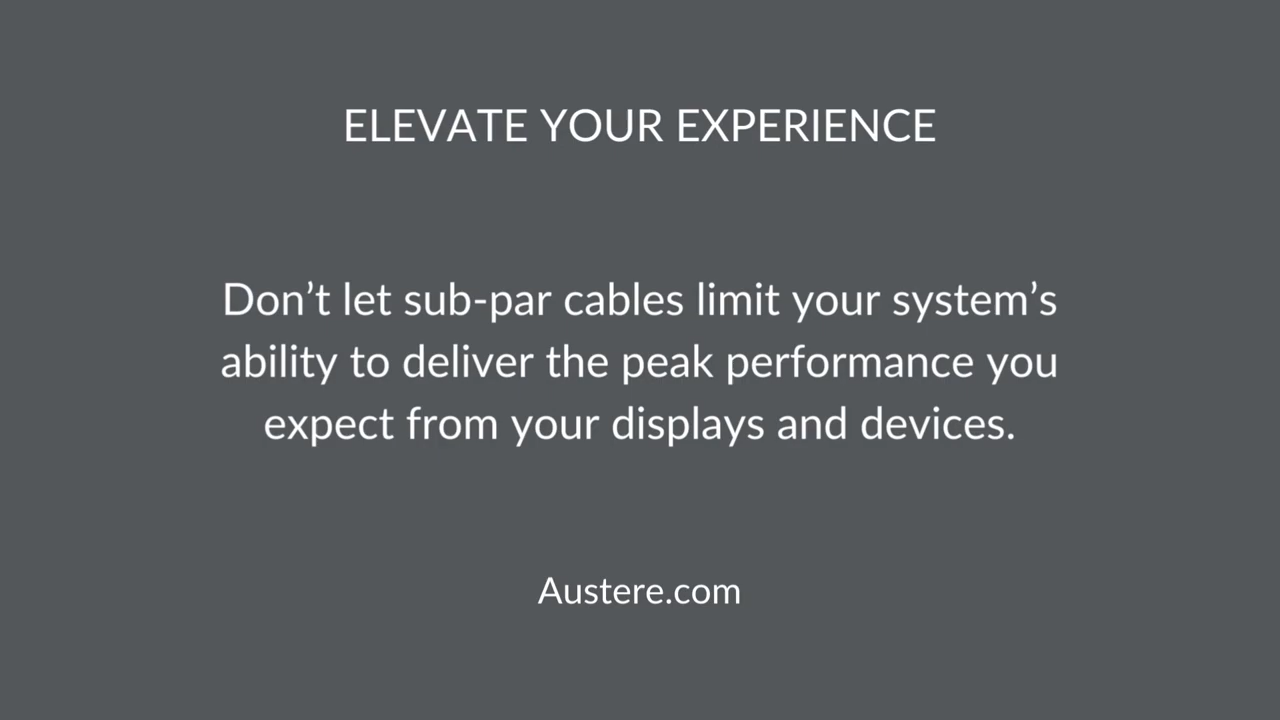 ELEVATE YOUR EXPERIENCE
Don’t let sub-par cables limit your system’s
ability to deliver the peak performance you
expect from your displays and devices.
Austere.com